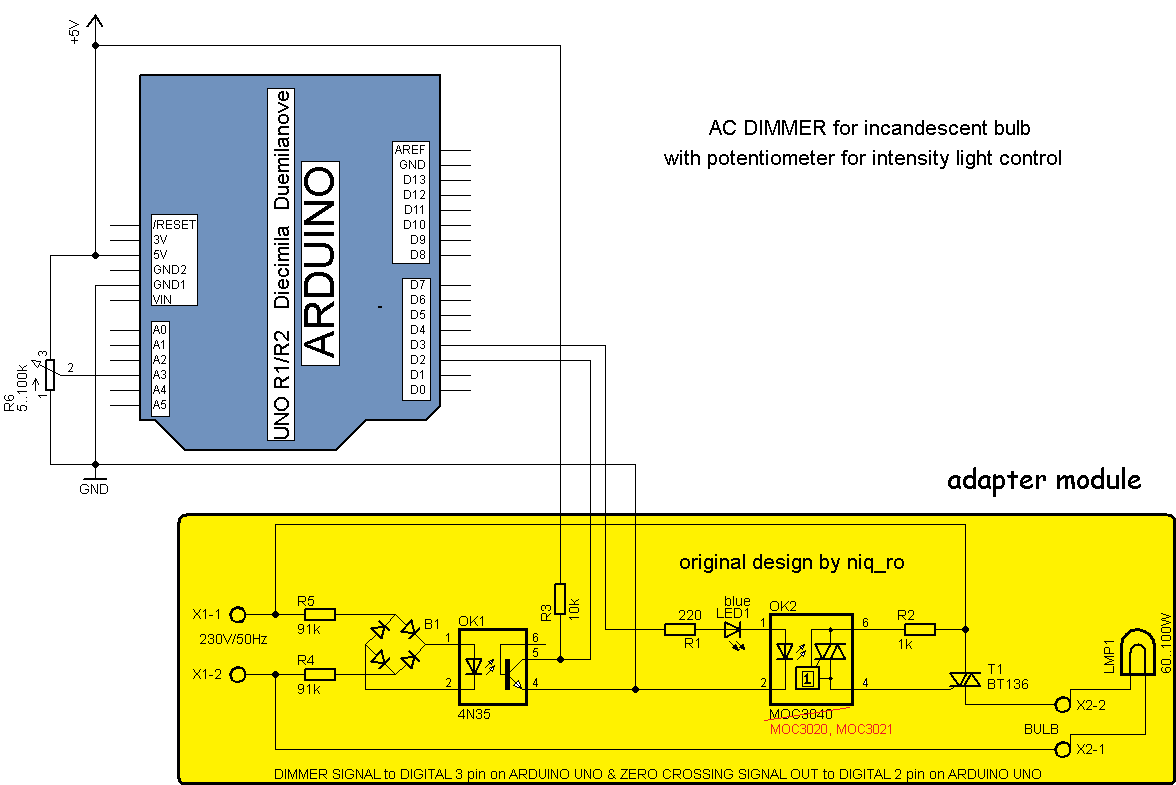 +5V
AC DIMMER for incandescent bulb
with potentiometer for intensity light control
UNO R1/R2 Diecimila Duemilanove
ARDUINO
/RESET
3V
5V
GND2
GND1
VIN
A0
A1
A2
A3
A4
A5
AREF
GND
D13
D12
D11
D10
D9
D8
D7
D6
D5
D4
D3
D2
D1
D0
R6
5..100k
3
2
1
GND
adapter module
original design by niq_ro
X1-1
230V/50Hz
X1-2
R5
91k
R4
91k
B1
OK1
1
2
6
5
4
4N35
R3
10k
220
R1
blue
LED1
OK2
1
2
6
4
1
MOC3040
MOC3020, MOC3021
R2
1k
T1
BT136
LMP1
60..100W
X2-2
BULB
X2-1
DIMMER SIGNAL to DIGITAL 3 pin on ARDUINO UNO & ZERO CROSSING SIGNAL OUT to DIGITAL 2 pin on ARDUINO UNO